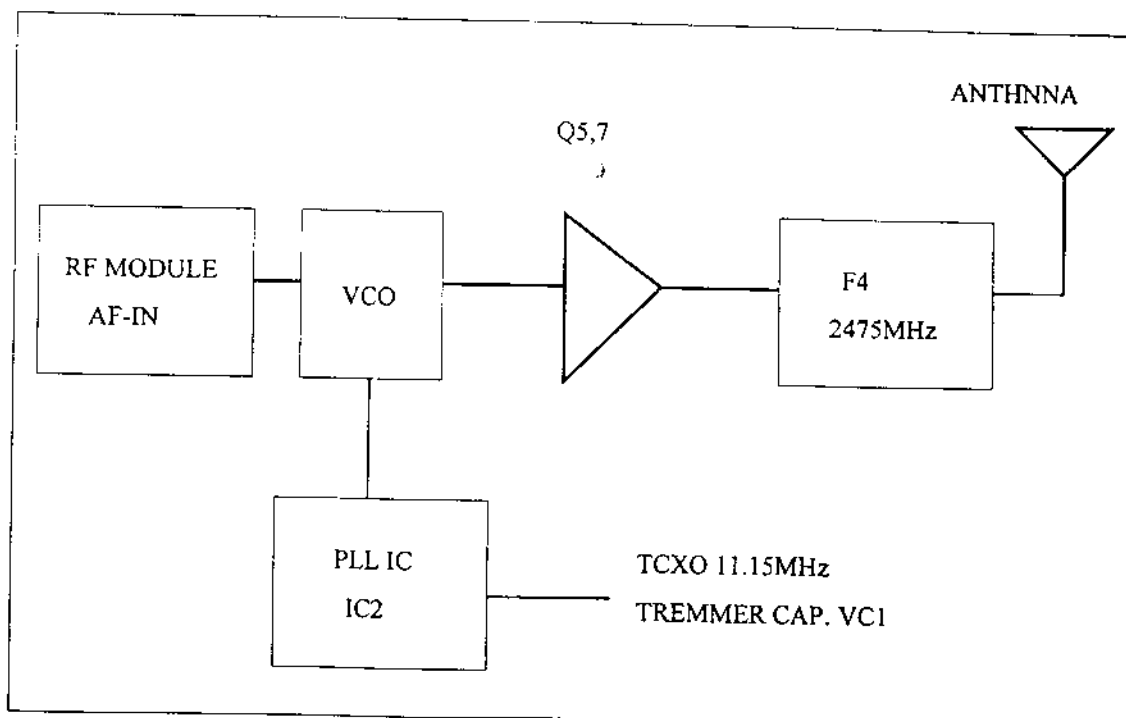 ANTHNNA
Q5,7
RF MODULE
AF-IN
VCO
F4
2475MHz
PLL IC
IC2
TCXO 11.15MHz
TREMMER CAP. VC1